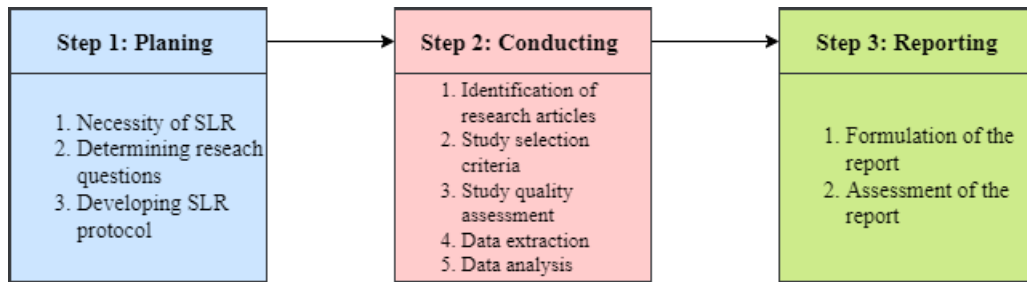 Step 1: Planing
1. Necessity of SLR
2. Determining reseach
questions
3. Developing SLR
protocol
Step 2: Conducting
1. Identification of
research articles
2. Study selection
criteria
3. Study quality
assessment
4. Data extraction
5. Data analysis
Step 3: Reporting
1. Formulation of the
report
2. Assessment of the
report